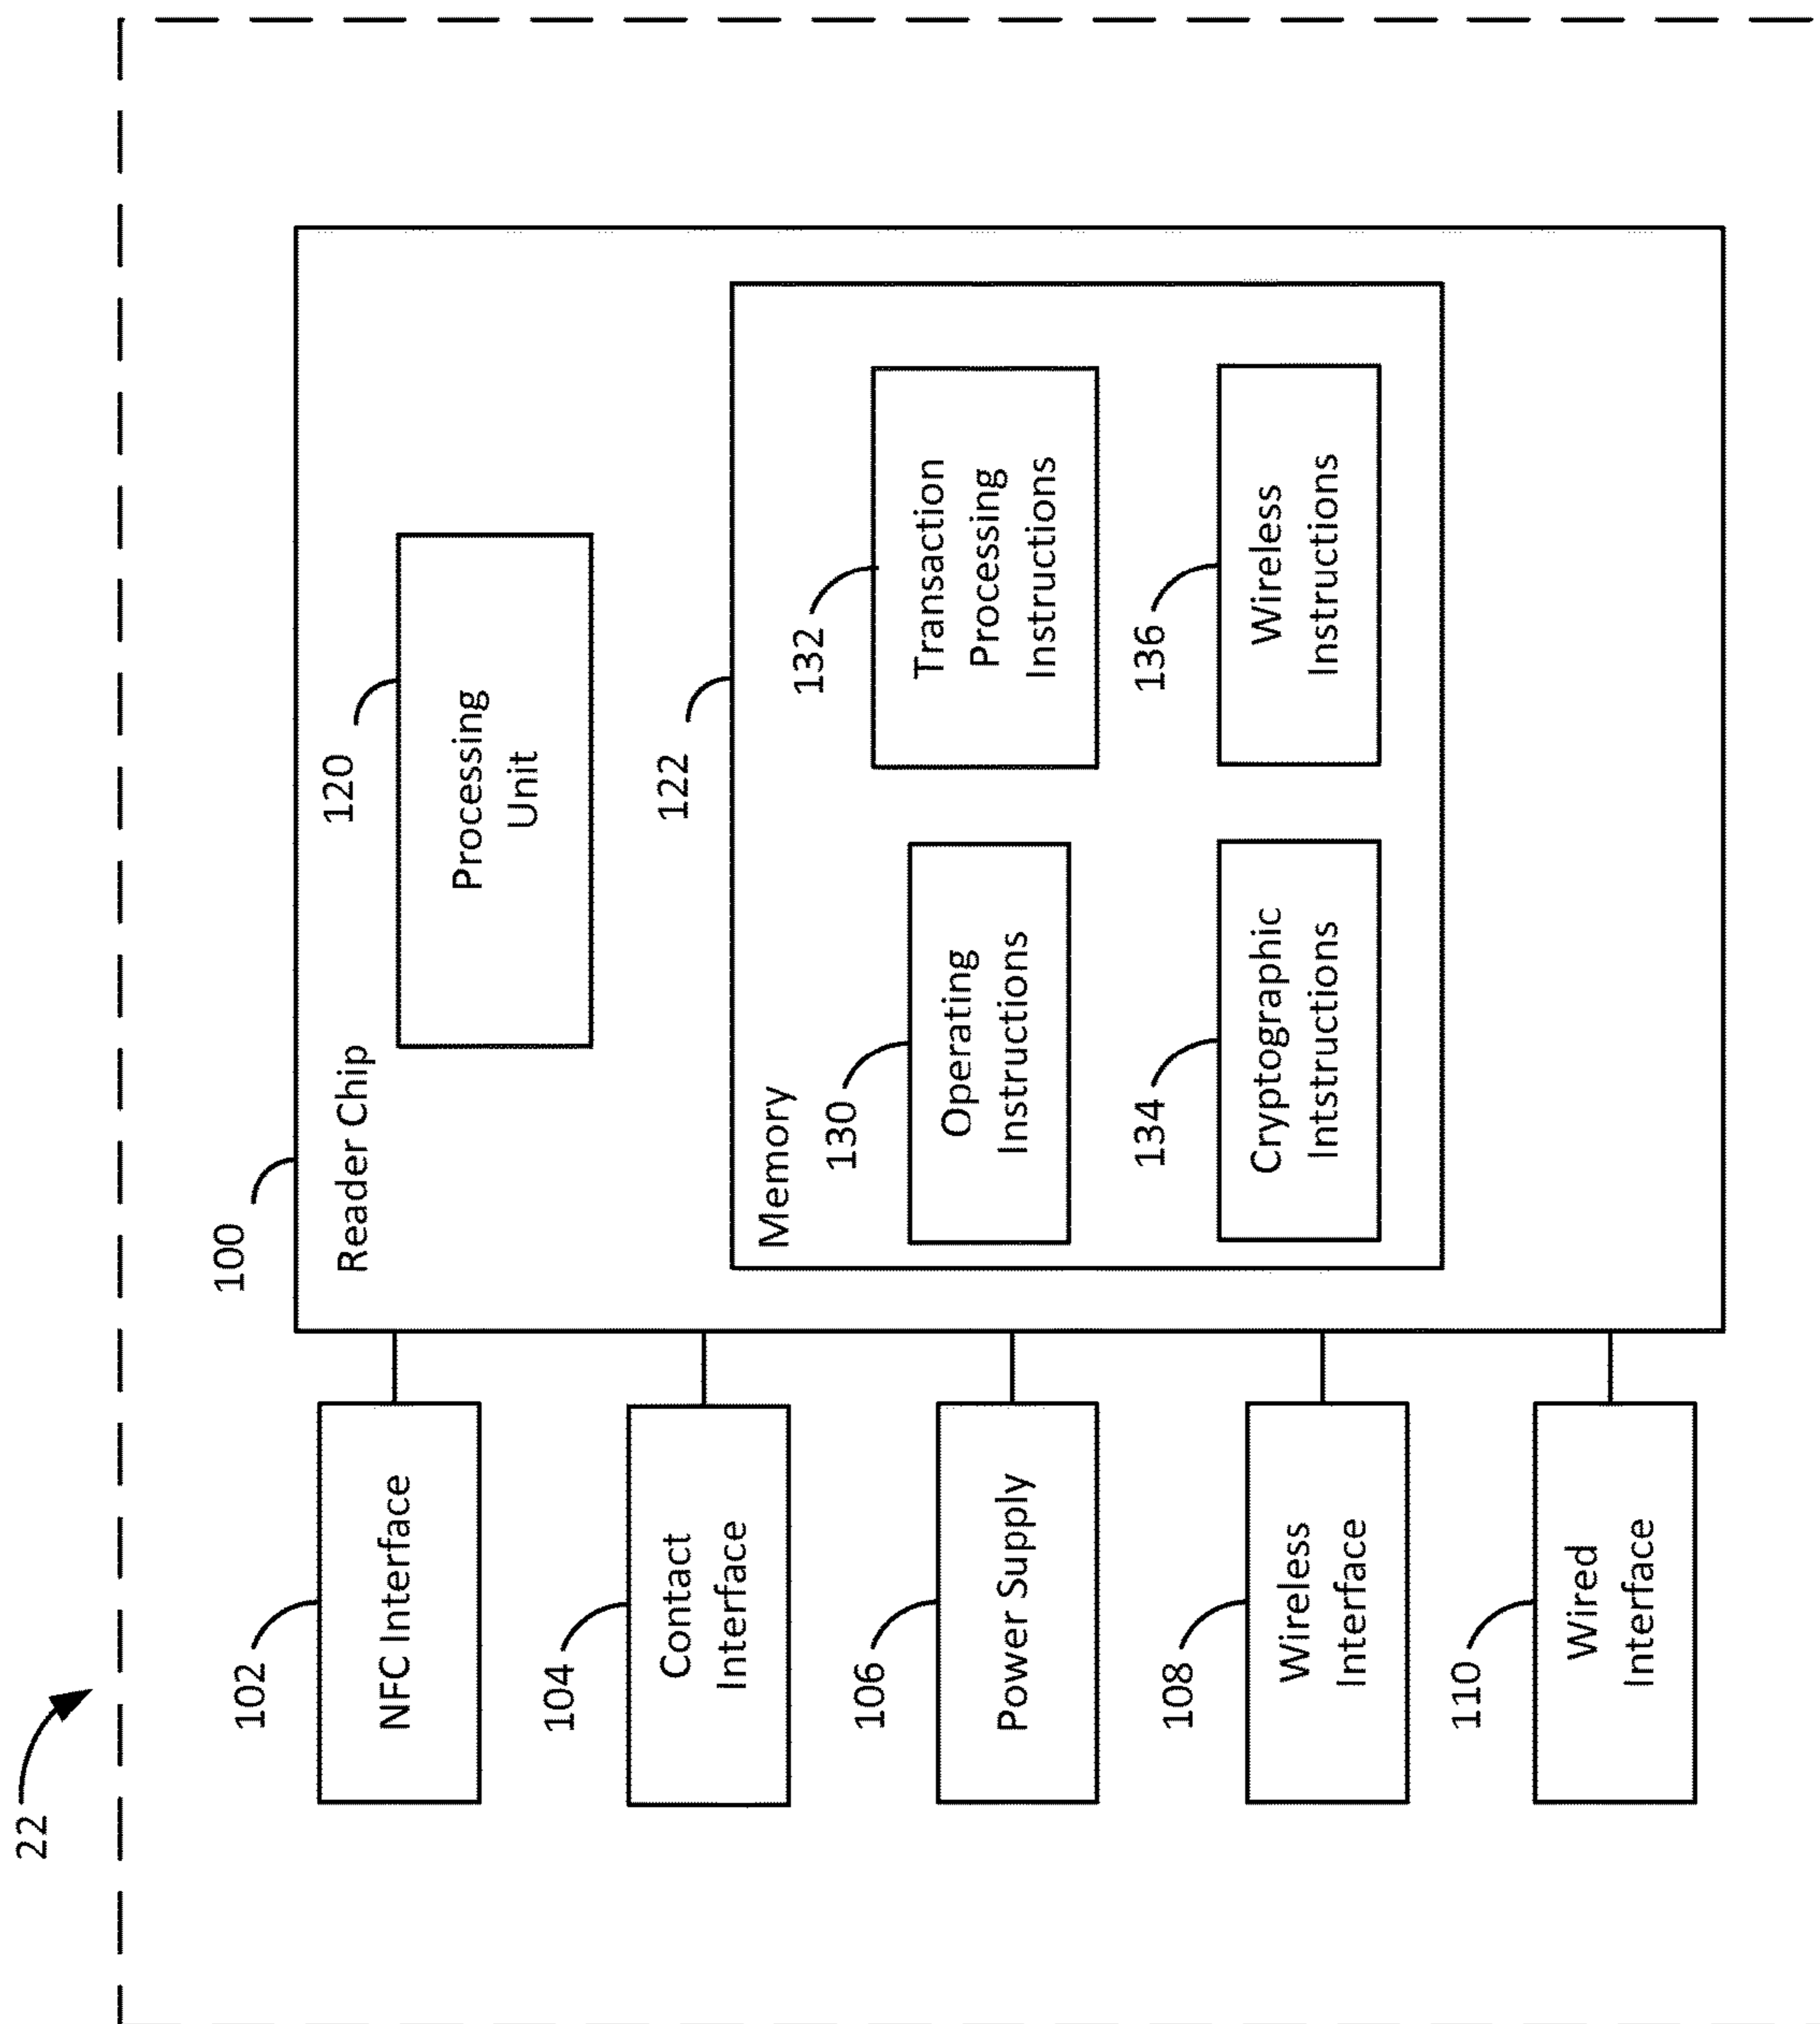 22
100
Reader Chip
102
NFC Interface
120
Processing
Unit
104
Contact
Interface
122
Memory
106
Power Supply
130
Operating
Instructions
132
Transaction
Processing
Instructions
108
Wireless
Interface
134
Cryptographic
Intstructions
136
Wireless
Instructions
110
Wired
Interface